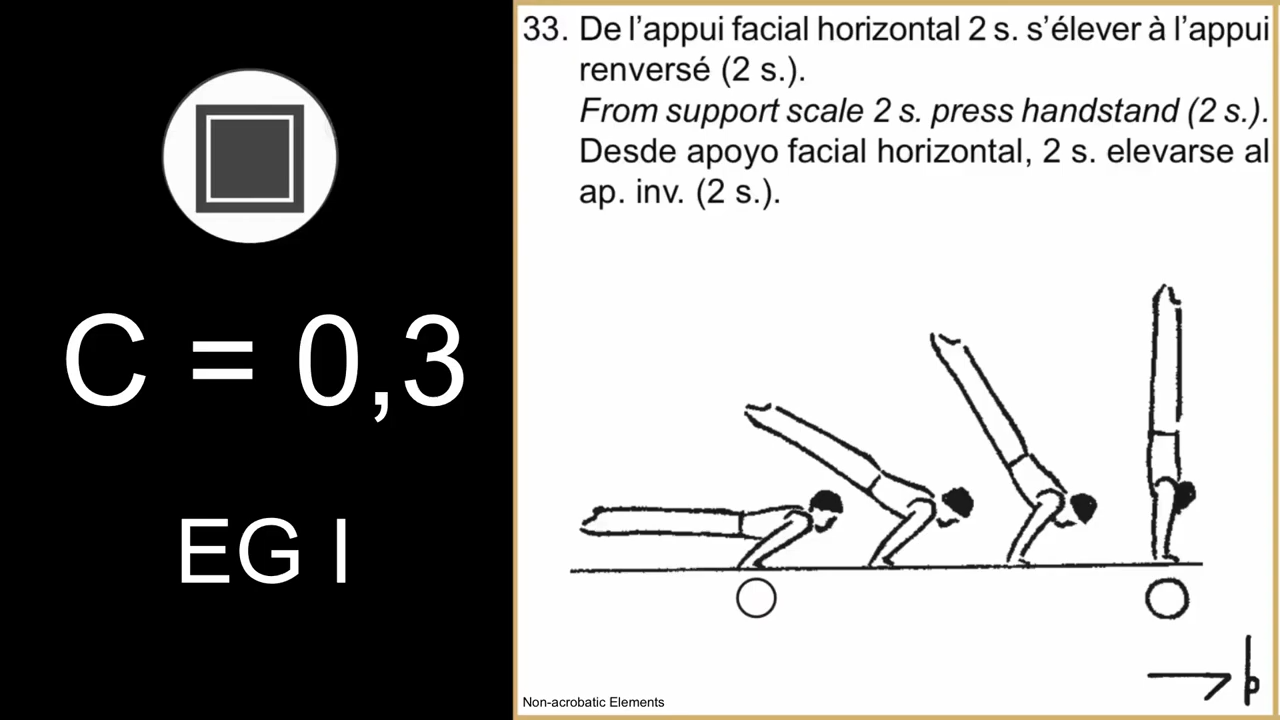 C = 0,3
EG I
33. De l’appui facial horizontal 2 s. s’élever à l’appui
renversé (2 s.).
From support scale 2 s. press handstand (2 s.).
Desde apoyo facial horizontal, 2 s. elevarse al
ap. inv. (2 s.).
Non-acrobatic Elements